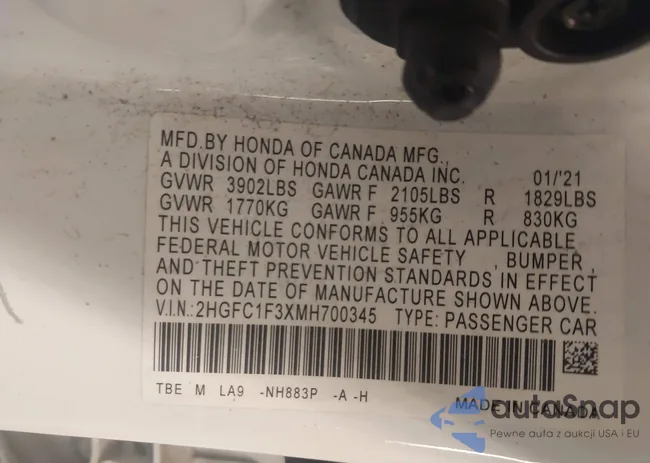 MFD.BY HONDA OF CANADA MFG.,
A DIVISION OF HONDA CANADA INC. 01/'21
GVWR 3902LBS GAWR F 2105LBS R 1829LBS
GVWR 1770KG GAWR F 955KG R 830KG
THIS VEHICLE CONFORMS TO ALL APPLICABLE
FEDERAL MOTOR VEHICLE SAFETY , BUMPER ,
AND THEFT PREVENTION STANDARDS IN EFFECT
ON THE DATE OF MANUFACTURE SHOWN ABOVE.
V.I.N.:2HGFC1F3XMH700345 TYPE: PASSENGER CAR
TBE M LA9 -NH883P -A -H
MADE IN CANADA
autoSnap
Pewne auta z aukcji USA i EU